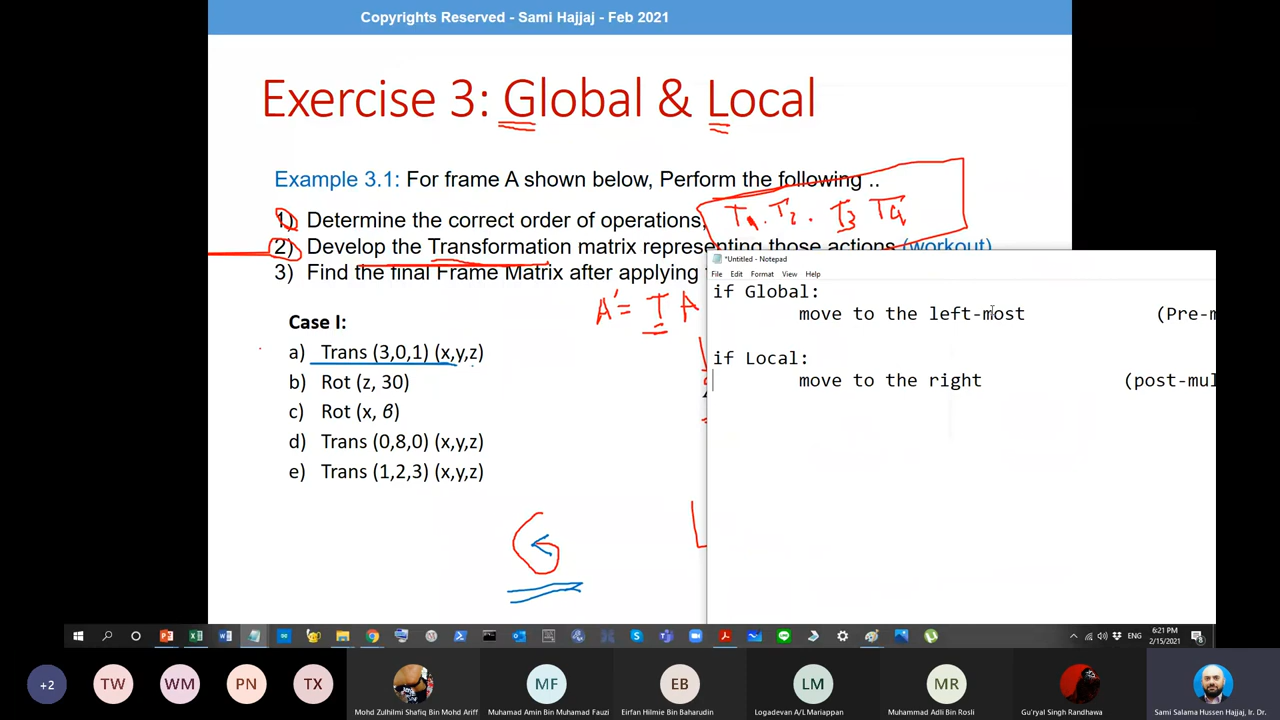 Copyrights Reserved - Sami Hajjaj - Feb 2021
Exercise 3: Global & Local
Example 3.1: For frame A shown below, Perform the following ..
1) Determine the correct order of operations,
2) Develop the Transformation matrix representing those actions (workout)
3) Find the final Frame Matrix after applying
T1 . T2 . T3 T4
A' = T A
Case I:
a) Trans (3,0,1) (x,y,z)
b) Rot (z, 30)
c) Rot (x, β)
d) Trans (0,8,0) (x,y,z)
e) Trans (1,2,3) (x,y,z)
G
*Untitled - Notepad
File Edit Format View Help
if Global:
move to the left-most (Pre-m
if Local:
move to the right (post-mul
ENG
6:21 PM
2/15/2021
8
+2 TW WM PN TX MF EB LM MR
Mohd Zulhilmi Shafiq Bin Mohd Ariff
Muhamad Amin Bin Muhamad Fauzi
Eirfan Hilmie Bin Baharudin
Logadevan A/L Mariappan
Muhammad Adli Bin Rosli
Gu'ryal Singh Randhawa
Sami Salama Hussen Hajjaj, Ir. Dr.